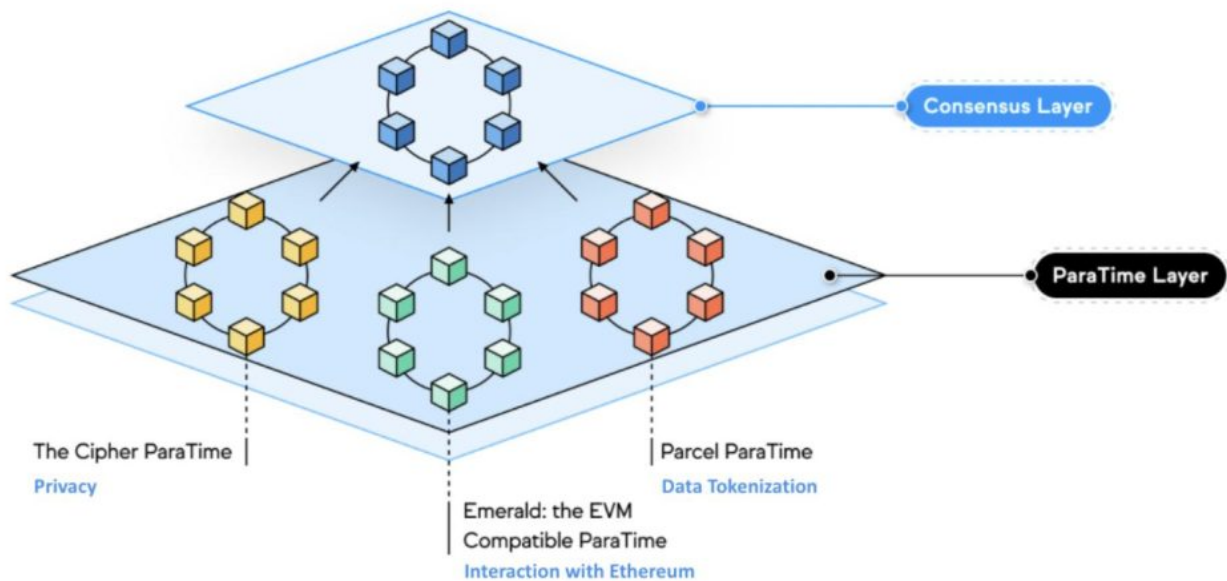 Consensus Layer
ParaTime Layer
The Cipher ParaTime
Privacy
Parcel ParaTime
Data Tokenization
Emerald: the EVM
Compatible ParaTime
Interaction with Ethereum